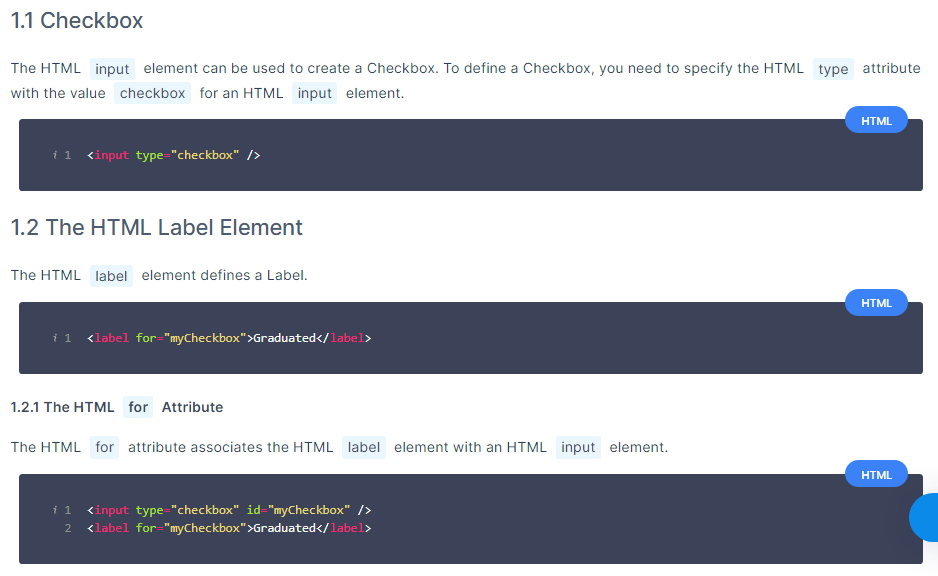 1.1 Checkbox
The HTML input element can be used to create a Checkbox. To define a Checkbox, you need to specify the HTML type attribute
with the value checkbox for an HTML input element.
HTML
i 1 <input type="checkbox" />
1.2 The HTML Label Element
The HTML label element defines a Label.
HTML
i 1 <label for="myCheckbox">Graduated</label>
1.2.1 The HTML for Attribute
The HTML for attribute associates the HTML label element with an HTML input element.
HTML
i 1 <input type="checkbox" id="myCheckbox" />
2 <label for="myCheckbox">Graduated</label>